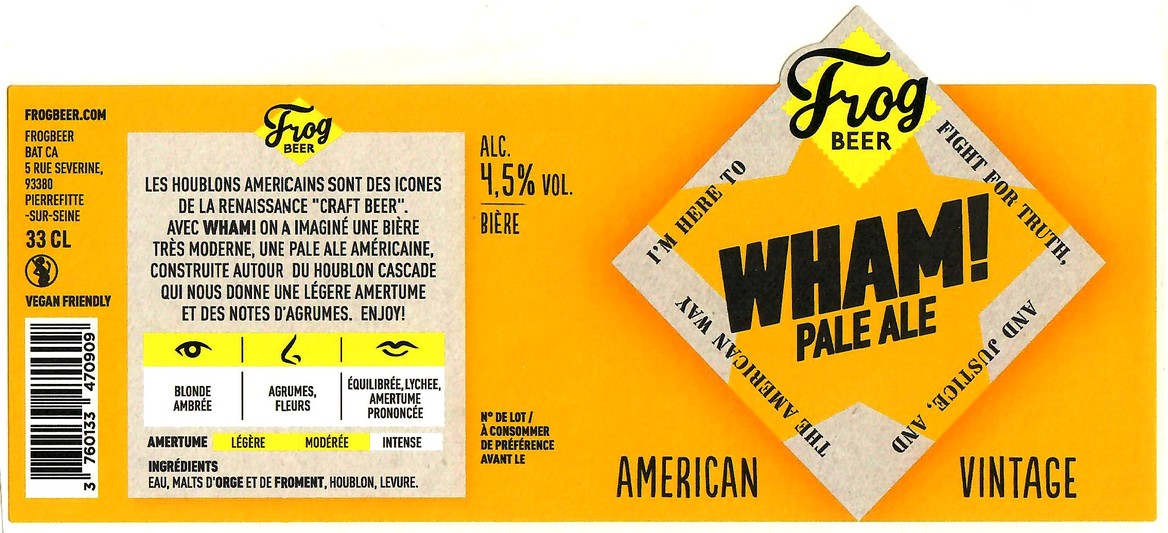 FROGBEER.COM
FROGBEER
BAT CA
5 RUE SEVERINE,
93380
PIERREFITTE
-SUR-SEINE
33 CL
VEGAN FRIENDLY
3 760133 470909
Frog
BEER
LES HOUBLONS AMERICAINS SONT DES ICONES
DE LA RENAISSANCE "CRAFT BEER".
AVEC WHAM! ON A IMAGINÉ UNE BIÈRE
TRÈS MODERNE, UNE PALE ALE AMÉRICAINE,
CONSTRUITE AUTOUR DU HOUBLON CASCADE
QUI NOUS DONNE UNE LÉGERE AMERTUME
ET DES NOTES D'AGRUMES. ENJOY!
BLONDE
AMBRÉE
AGRUMES,
FLEURS
ÉQUILIBRÉE, LYCHEE,
AMERTUME
PRONONCÉE
AMERTUME LÉGÈRE MODÉRÉE INTENSE
INGRÉDIENTS
EAU, MALTS D'ORGE ET DE FROMENT, HOUBLON, LEVURE.
ALC.
4,5% VOL.
BIÈRE
N° DE LOT /
À CONSOMMER
DE PRÉFÉRENCE
AVANT LE
Frog
BEER
I'M HERE TO
FIGHT FOR TRUTH,
AND JUSTICE, AND
THE AMERICAN WAY
WHAM!
PALE ALE
AMERICAN VINTAGE